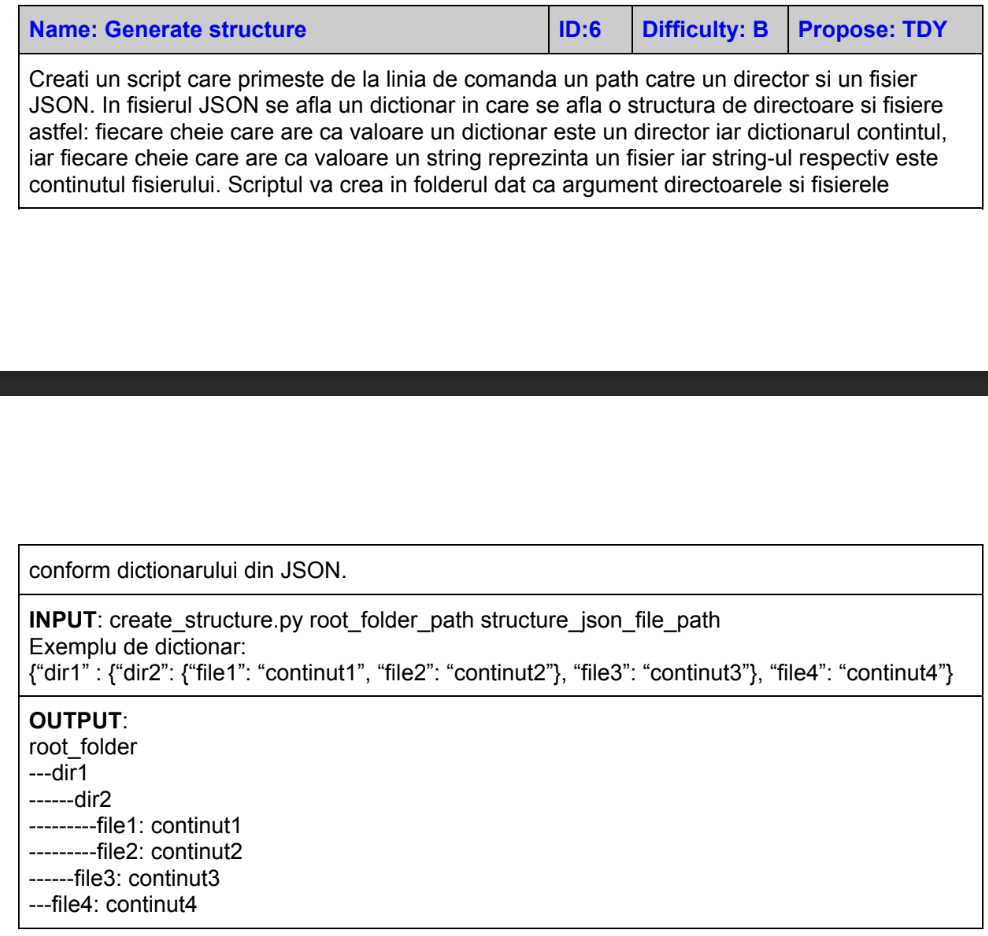 Name: Generate structure ID:6 Difficulty: B Propose: TDY
Creati un script care primeste de la linia de comanda un path catre un director si un fisier
JSON. In fisierul JSON se afla un dictionar in care se afla o structura de directoare si fisiere
astfel: fiecare cheie care are ca valoare un dictionar este un director iar dictionarul contintul,
iar fiecare cheie care are ca valoare un string reprezinta un fisier iar string-ul respectiv este
continutul fisierului. Scriptul va crea in folderul dat ca argument directoarele si fisierele
conform dictionarului din JSON.
INPUT: create_structure.py root_folder_path structure_json_file_path
Exemplu de dictionar:
{“dir1” : {“dir2”: {“file1”: “continut1”, “file2”: “continut2”}, “file3”: “continut3”}, “file4”: “continut4”}
OUTPUT:
root_folder
---dir1
------dir2
---------file1: continut1
---------file2: continut2
------file3: continut3
---file4: continut4